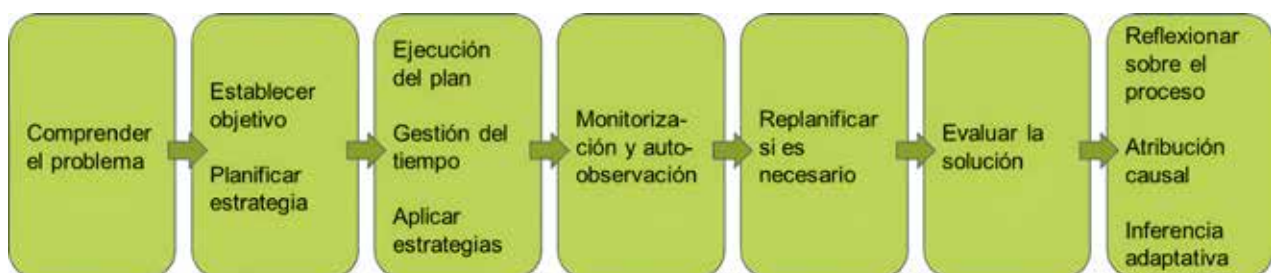 Comprender
el problema
Establecer
objetivo
Planificar
estrategia
Ejecución
del plan
Gestión del
tiempo
Aplicar
estrategias
Monitoriza-
ción y auto-
observación
Replanificar
si es
necesario
Evaluar la
solución
Reflexionar
sobre el
proceso
Atribución
causal
Inferencia
adaptativa